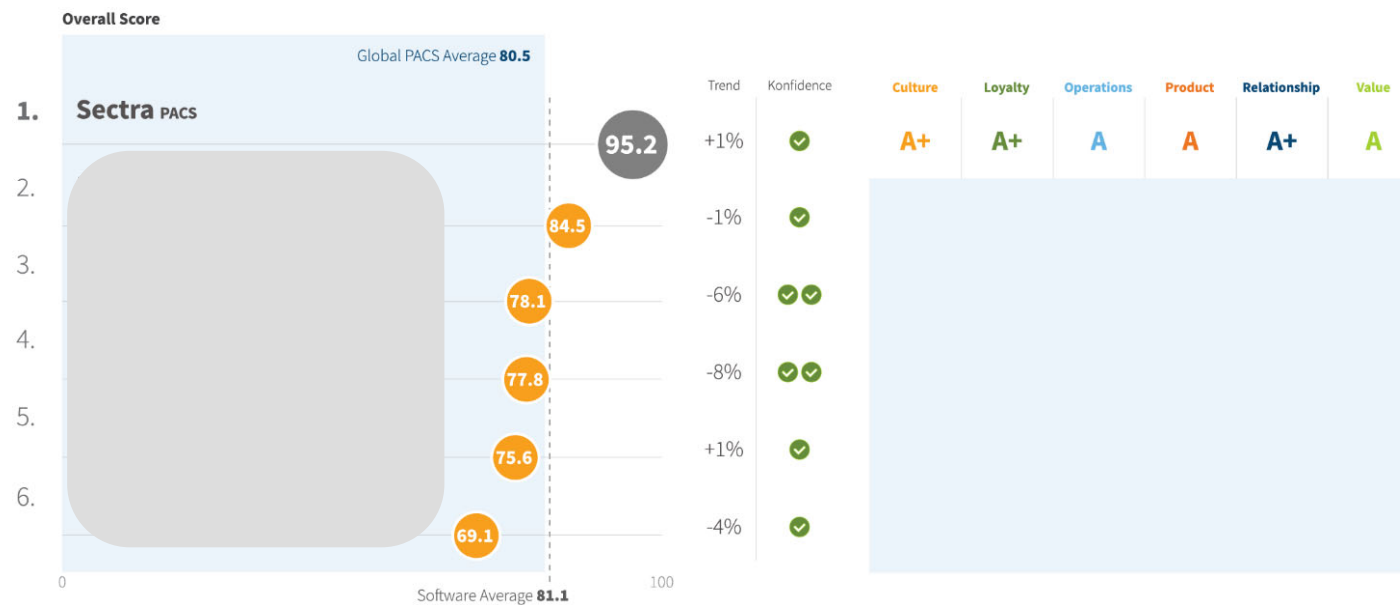 Overall Score
Global PACS Average 80.5
Trend Konfidence Culture Loyalty Operations Product Relationship Value
1. Sectra PACS 95.2 +1% A+ A+ A A A+ A
2. 84.5 -1%
3. 78.1 -6%
4. 77.8 -8%
5. 75.6 +1%
6. 69.1 -4%
0 100
Software Average 81.1